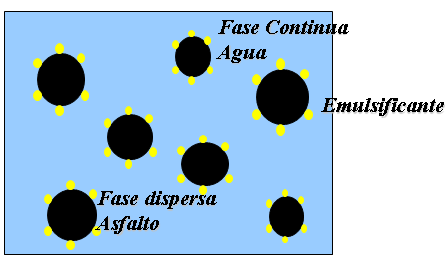 Fase Continua
Agua
Emulsificante
Fase dispersa
Asfalto